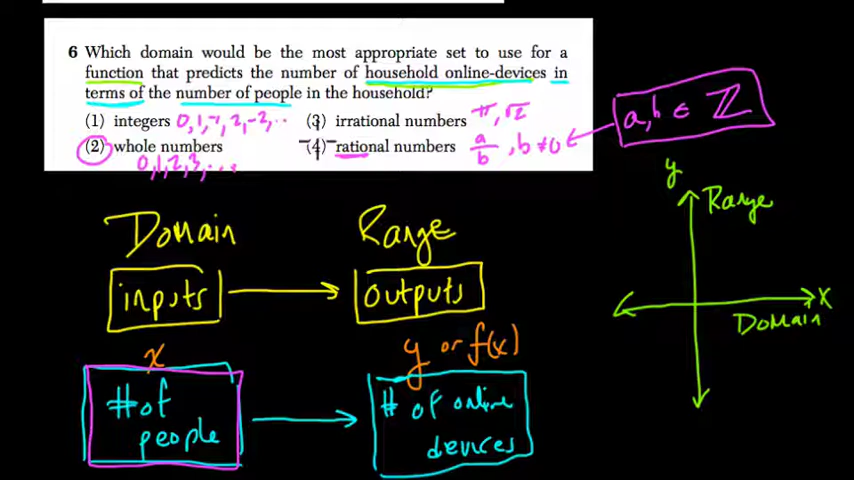 6 Which domain would be the most appropriate set to use for a
function that predicts the number of household online-devices in
terms of the number of people in the household?
(1) integers 0,1,-1,2,-2,... (3) irrational numbers π,√2
(2) whole numbers (4) rational numbers a/b, b≠0
0,1,2,3,...
a,b ∈ ℤ
Domain Range
inputs outputs
y
Range
X
Domain
x y or f(x)
# of # of online
people devices